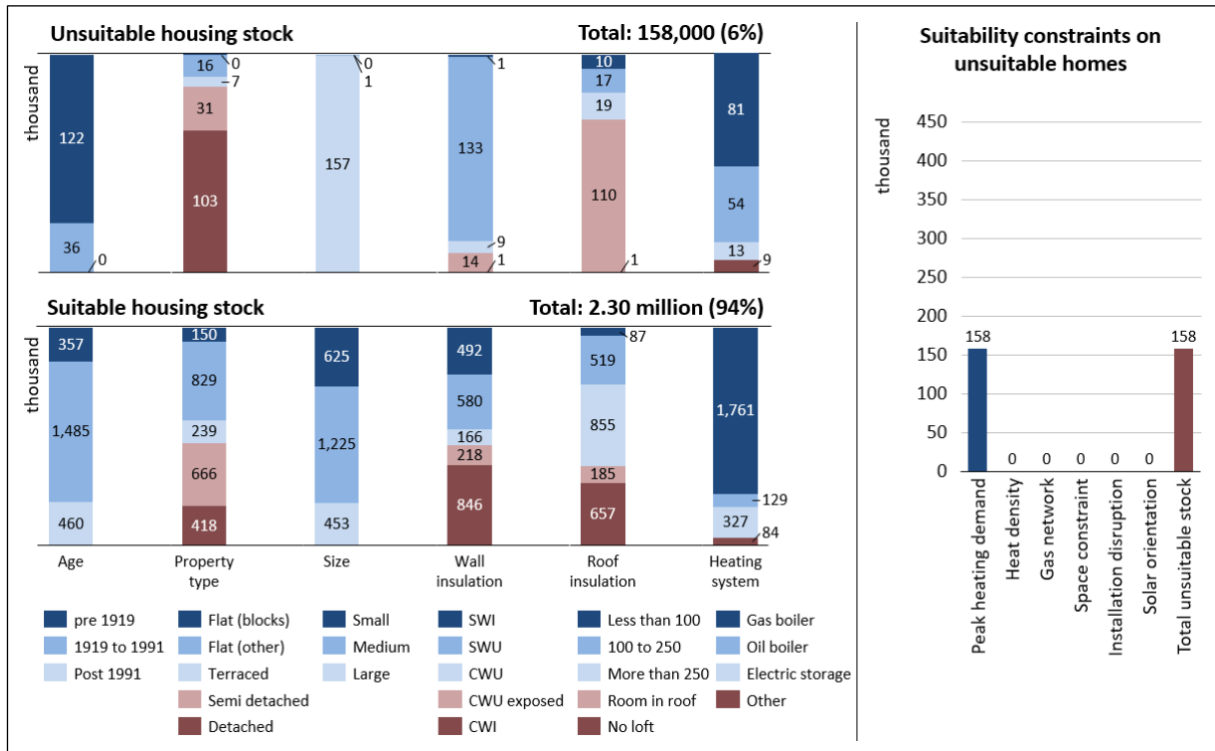 Unsuitable housing stock
Total: 158,000 (6%)
thousand
122
36
0
16
0
7
31
103
0
1
157
1
133
9
14
1
10
17
19
110
1
81
54
13
9
Suitable housing stock
Total: 2.30 million (94%)
thousand
357
1,485
460
150
829
239
666
418
625
1,225
453
492
580
166
218
846
87
519
855
185
657
1,761
129
327
84
Age
Property
type
Size
Wall
insulation
Roof
insulation
Heating
system
pre 1919
1919 to 1991
Post 1991
Flat (blocks)
Flat (other)
Terraced
Semi detached
Detached
Small
Medium
Large
SWI
SWU
CWU
CWU exposed
CWI
Less than 100
100 to 250
More than 250
Room in roof
No loft
Gas boiler
Oil boiler
Electric storage
Other
Suitability constraints on
unsuitable homes
thousand
450
400
350
300
250
200
150
100
50
0
158
0
0
0
0
0
158
Peak heating demand
Heat density
Gas network
Space constraint
Installation disruption
Solar orientation
Total unsuitable stock